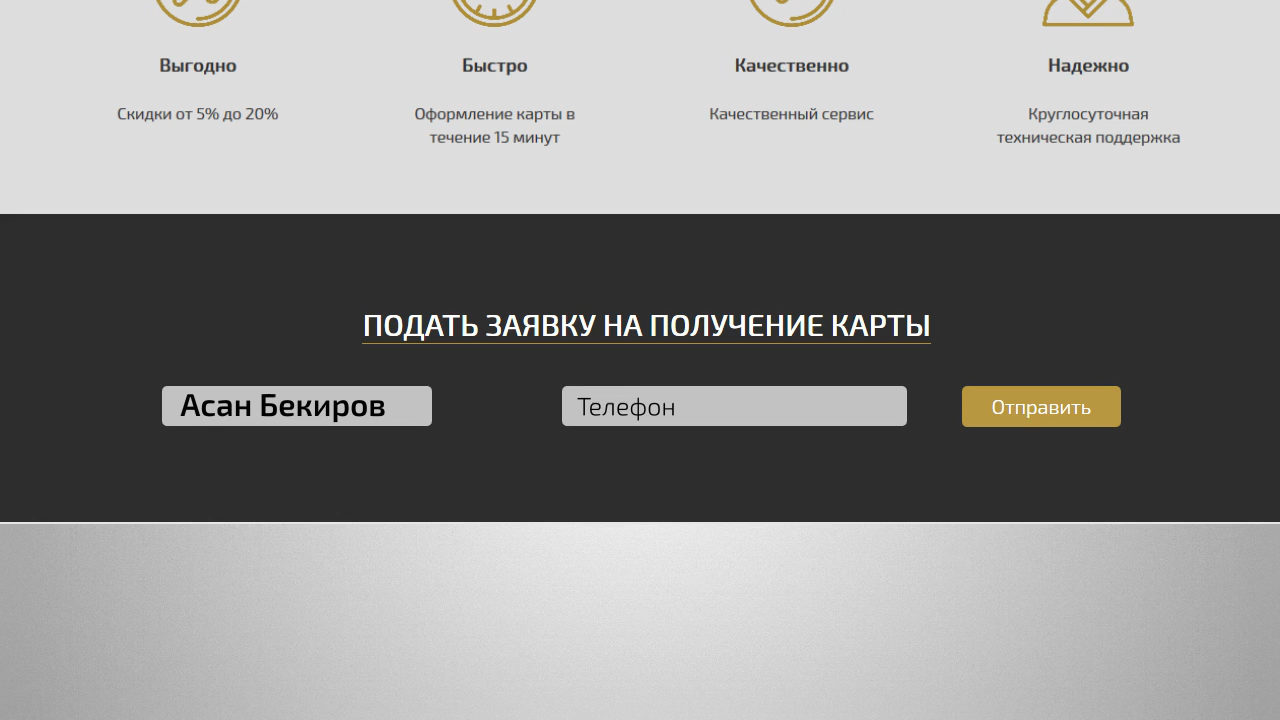 Выгодно
Скидки от 5% до 20%
Быстро
Оформление карты в
течение 15 минут
Качественно
Качественный сервис
Надежно
Круглосуточная
техническая поддержка
ПОДАТЬ ЗАЯВКУ НА ПОЛУЧЕНИЕ КАРТЫ
Асан Бекиров
Телефон
Отправить